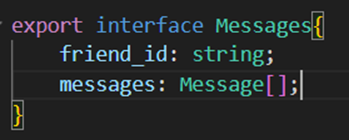 export interface Messages{
    friend_id: string;
    messages: Message[];
}